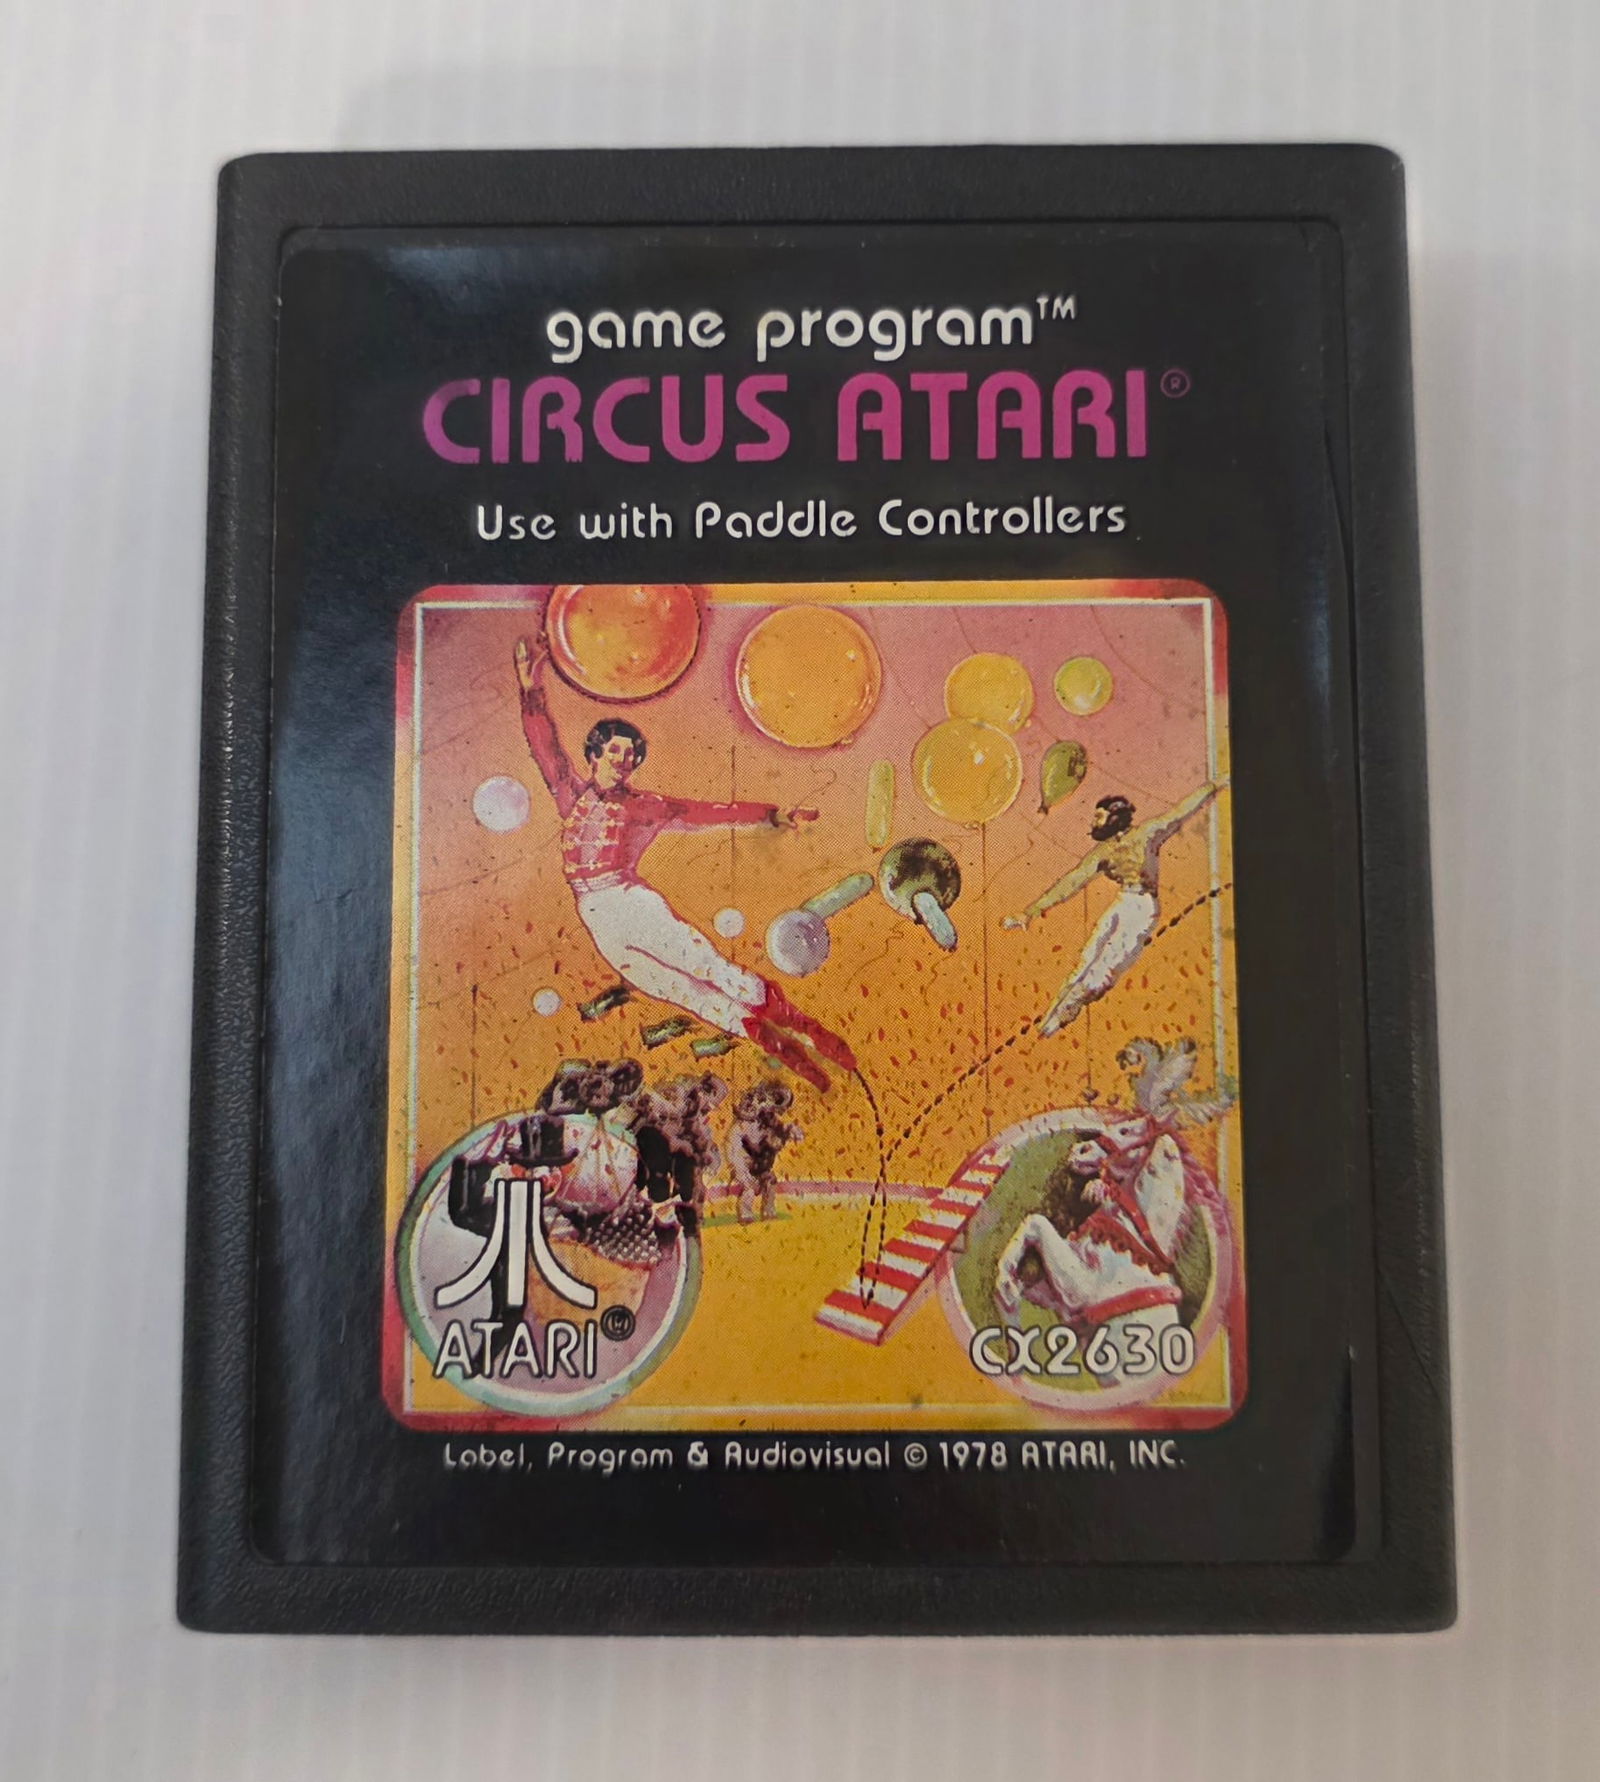 game program™
CIRCUS ATARI®
Use with Paddle Controllers
ATARI®
CX2630
Label, Program & Audiovisual © 1978 ATARI, INC.